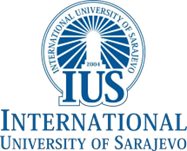 INTERNATIONAL UNIVERSITY OF SARAJEVO
2004
IUS
INTERNATIONAL
UNIVERSITY OF SARAJEVO